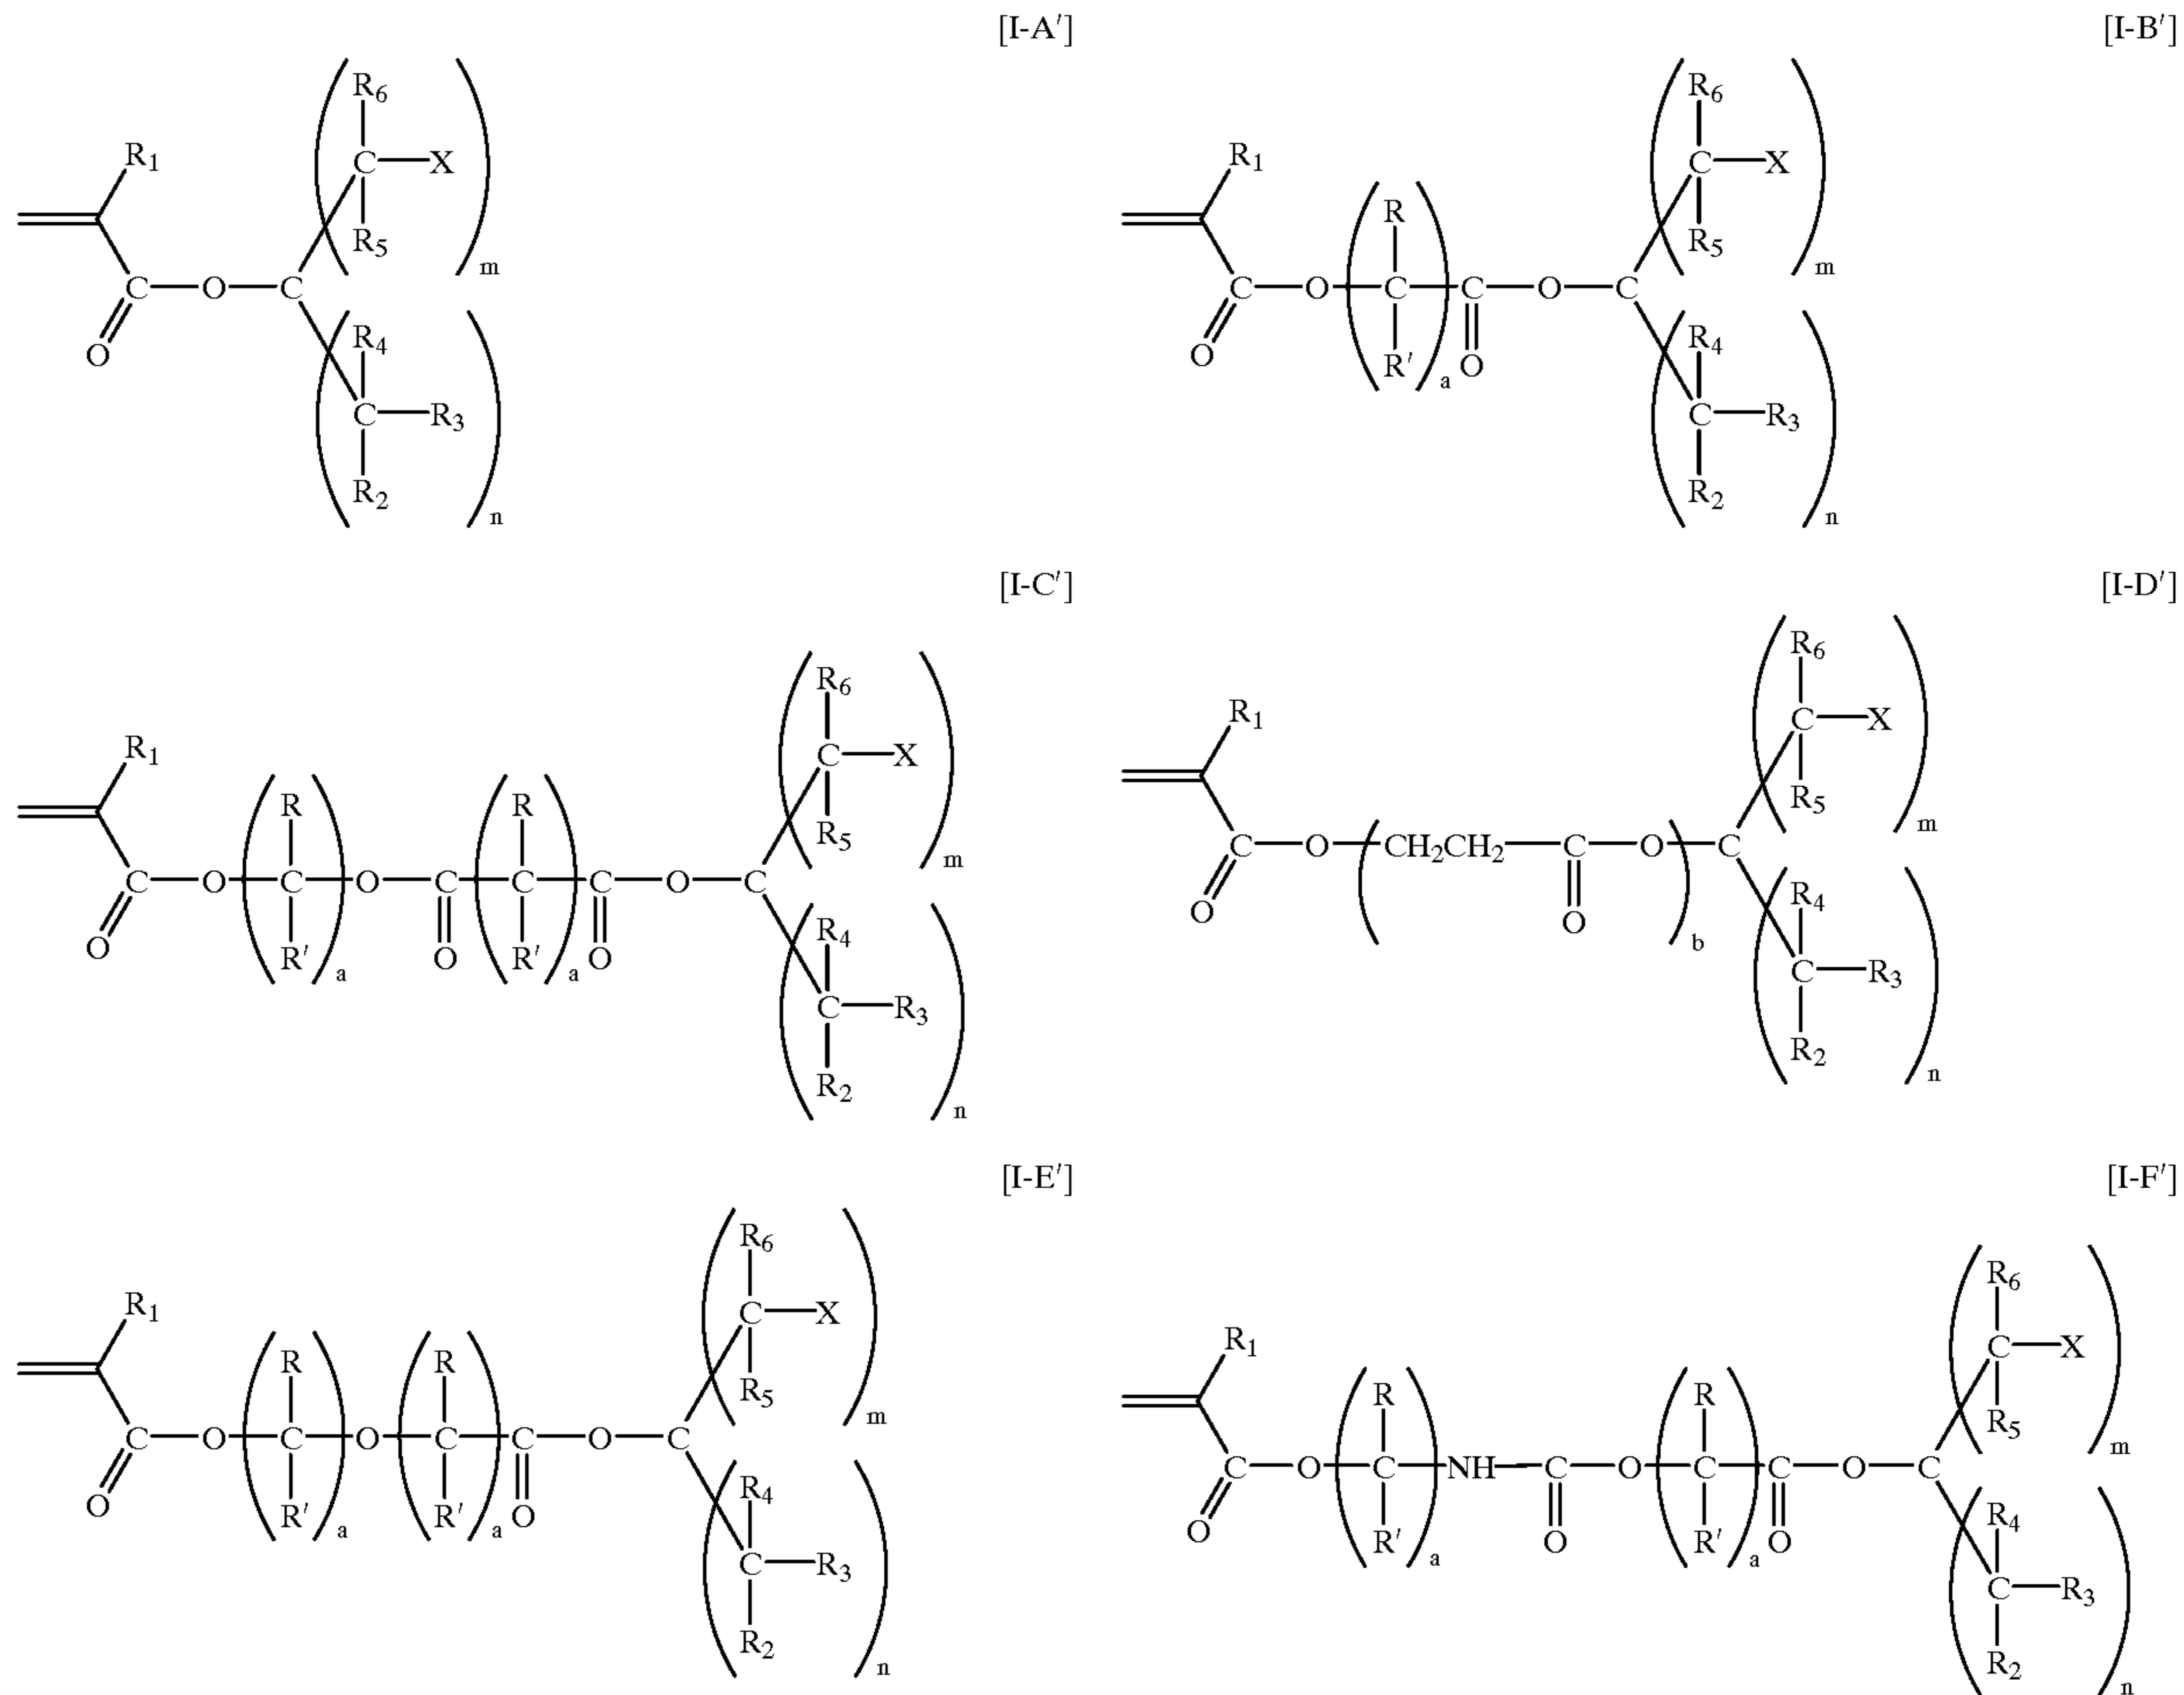 [I-A′] [I-B′]
R6 R6
R1 C X R1 R C X
R5 m R5 m
C O C C O C C O C
O R4 O R′ a O R4
C R3 C R3
R2 n R2 n
[I-C′] [I-D′]
R6 R6
R1 C X R1 C X
R R R5 m R5 m
C O C O C C C O C C O CH2CH2 C O C
O R′ a O R′ a O R4 O O b R4
C R3 C R3
R2 n R2 n
[I-E′] [I-F′]
R6 R6
R1 C X R1 C X
R R R5 m R R R5 m
C O C O C C O C C O C NH C O C C O C
O R′ a R′ a O R4 O R′ a O R′ a O R4
C R3 C R3
R2 n R2 n